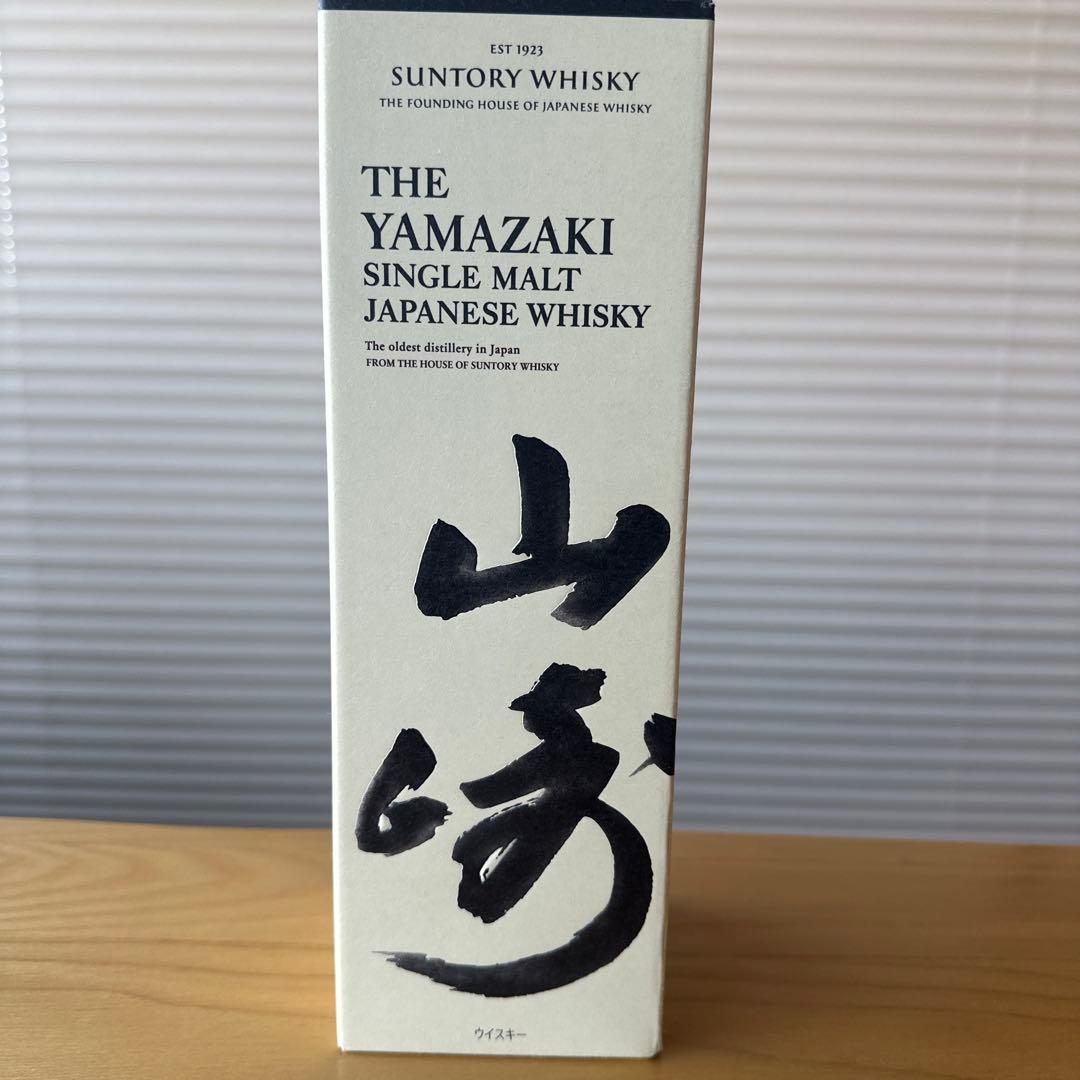 EST 1923
SUNTORY WHISKY
THE FOUNDING HOUSE OF JAPANESE WHISKY
THE
YAMAZAKI
SINGLE MALT
JAPANESE WHISKY
The oldest distillery in Japan
FROM THE HOUSE OF SUNTORY WHISKY
山
崎
ウイスキー